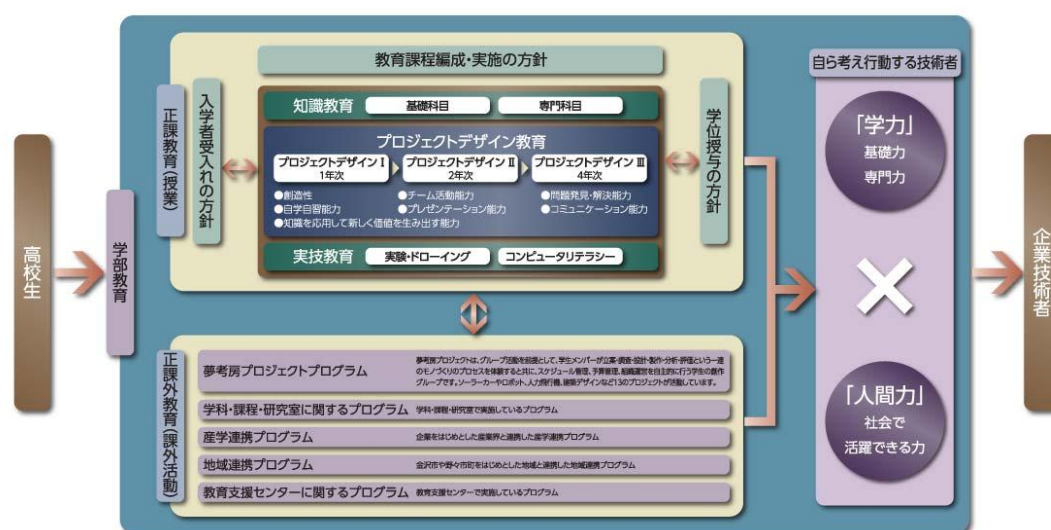 高校生
学部教育
正課教育(授業)
入学者受入れの方針
教育課程編成・実施の方針
知識教育 基礎科目 専門科目
プロジェクトデザイン教育
プロジェクトデザインⅠ
1年次
プロジェクトデザインⅡ
2年次
プロジェクトデザインⅢ
4年次
●創造性
●自学自習能力
●知識を応用して新しく価値を生み出す能力
●チーム活動能力
●プレゼンテーション能力
●問題発見・解決能力
●コミュニケーション能力
実技教育 実験・ドローイング コンピュータリテラシー
学位授与の方針
正課外教育(課外活動)
夢考房プロジェクトプログラム
夢考房プロジェクトは、グループ活動を前提として、学生メンバーが立案・調査・設計・製作・分析・評価という一連
のモノづくりのプロセスを体験すると共に、スケジュール管理、予算管理、組織運営を自主的に行う学生の創作
グループです。ソーラーカーやロボット、人力飛行機、建築デザインなど13のプロジェクトが活動しています。
学科・課程・研究室に関するプログラム 学科・課程・研究室で実施しているプログラム
産学連携プログラム 企業をはじめとした産業界と連携した産学連携プログラム
地域連携プログラム 金沢市や野々市町をはじめとした地域と連携した地域連携プログラム
教育支援センターに関するプログラム 教育支援センターで実施しているプログラム
自ら考え行動する技術者
「学力」
基礎力
専門力
×
「人間力」
社会で
活躍できる力
企業技術者